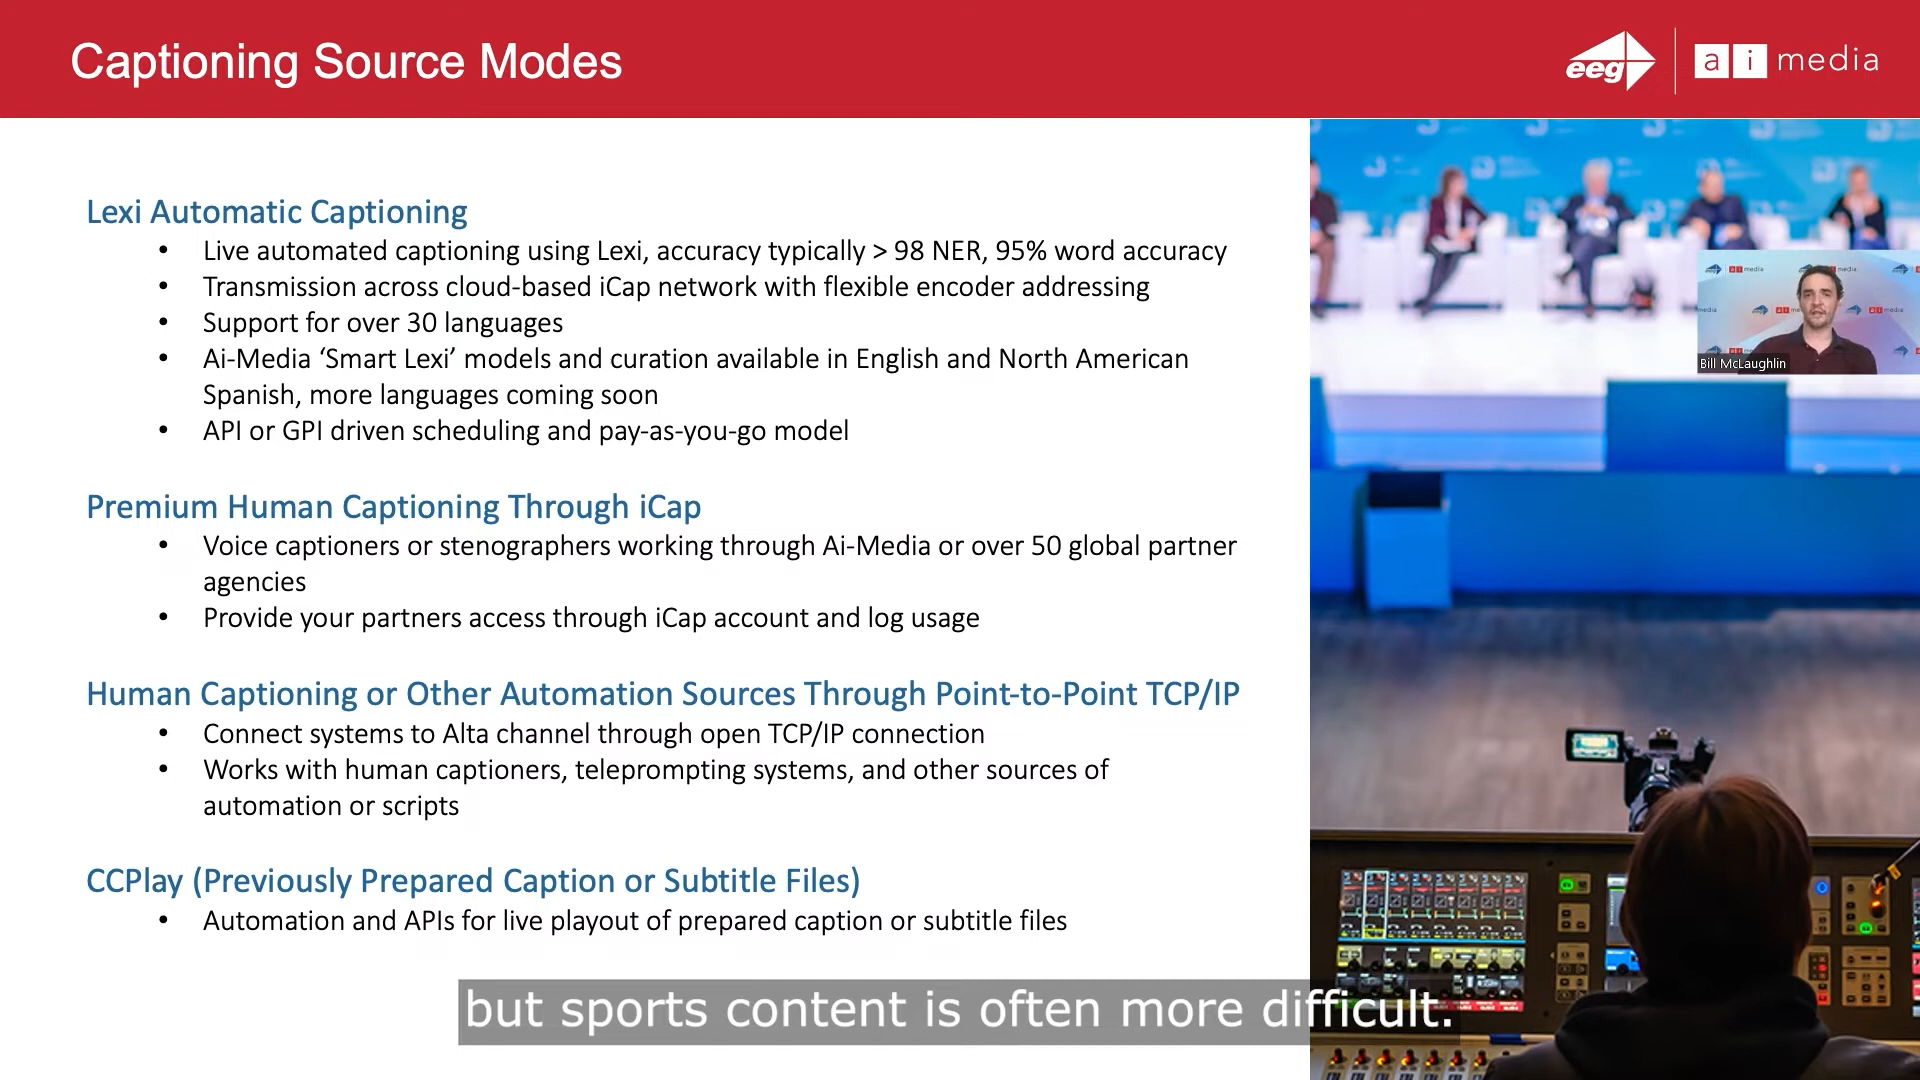 Captioning Source Modes
eeg
ai media
Lexi Automatic Captioning
• Live automated captioning using Lexi, accuracy typically > 98 NER, 95% word accuracy
• Transmission across cloud-based iCap network with flexible encoder addressing
• Support for over 30 languages
• Ai-Media ‘Smart Lexi’ models and curation available in English and North American
Spanish, more languages coming soon
• API or GPI driven scheduling and pay-as-you-go model
Premium Human Captioning Through iCap
• Voice captioners or stenographers working through Ai-Media or over 50 global partner
agencies
• Provide your partners access through iCap account and log usage
Human Captioning or Other Automation Sources Through Point-to-Point TCP/IP
• Connect systems to Alta channel through open TCP/IP connection
• Works with human captioners, teleprompting systems, and other sources of
automation or scripts
CCPlay (Previously Prepared Caption or Subtitle Files)
• Automation and APIs for live playout of prepared caption or subtitle files
Bill McLaughlin
but sports content is often more difficult.